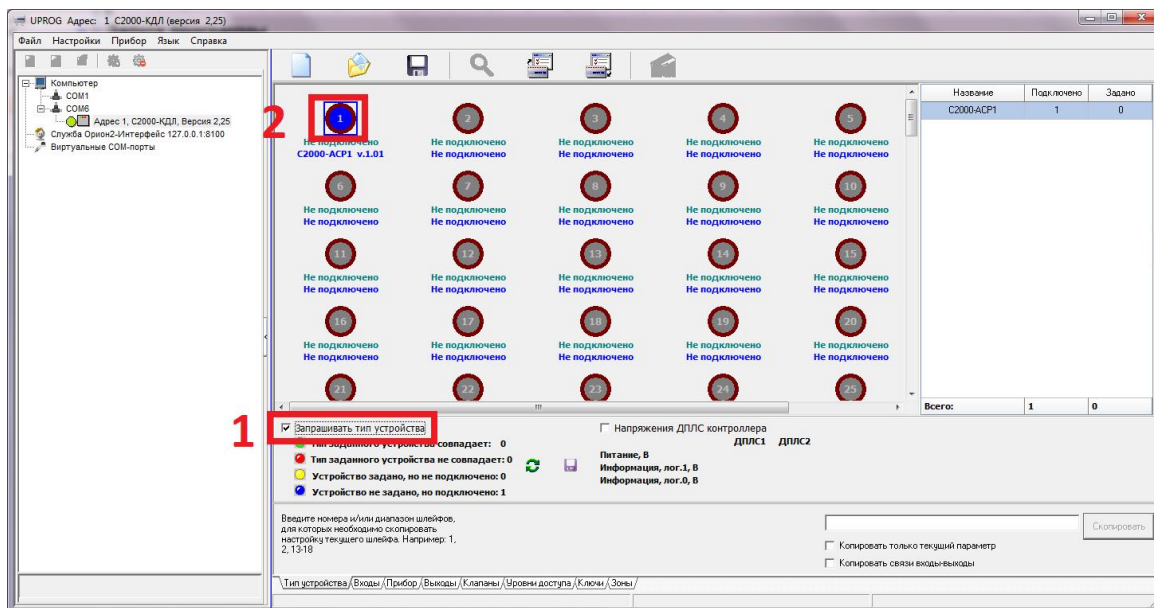 UPROG Адрес: 1 С2000-КДЛ (версия 2,25)
Файл Настройки Прибор Язык Справка
Компьютер
COM1
COM6
Адрес 1, С2000-КДЛ, Версия 2,25
Служба Орион2-Интерфейс 127.0.0.1:8100
Виртуальные COM-порты
2
1 2 3 4 5
Не подключено Не подключено Не подключено Не подключено Не подключено
С2000-АСР1 v.1.01 Не подключено Не подключено Не подключено Не подключено
6 7 8 9 10
Не подключено Не подключено Не подключено Не подключено Не подключено
Не подключено Не подключено Не подключено Не подключено Не подключено
11 12 13 14 15
Не подключено Не подключено Не подключено Не подключено Не подключено
Не подключено Не подключено Не подключено Не подключено Не подключено
16 17 18 19 20
Не подключено Не подключено Не подключено Не подключено Не подключено
Не подключено Не подключено Не подключено Не подключено Не подключено
21 22 23 24 25
Название Подключено Задано
С2000-АСР1 1 0
Всего: 1 0
1
Запрашивать тип устройства
Тип заданного устройства совпадает: 0
Тип заданного устройства не совпадает: 0
Устройство задано, но не подключено: 0
Устройство не задано, но подключено: 1
Напряжения ДПЛС контроллера
ДПЛС1 ДПЛС2
Питание, В
Информация, лог.1, В
Информация, лог.0, В
Введите номера и/или диапазон шлейфов,
для которых необходимо скопировать
настройку текущего шлейфа. Например: 1,
2, 13-18
Скопировать
Копировать только текущий параметр
Копировать связи входы-выходы
Тип устройства Входы Прибор Выходы Клапаны Уровни доступа Ключи Зоны